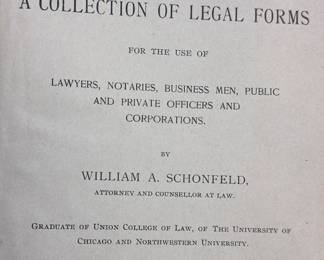 A COLLECTION OF LEGAL FORMS
FOR THE USE OF
LAWYERS, NOTARIES, BUSINESS MEN, PUBLIC
AND PRIVATE OFFICERS AND
CORPORATIONS.
BY
WILLIAM A. SCHONFELD,
ATTORNEY AND COUNSELLOR AT LAW.
GRADUATE OF UNION COLLEGE OF LAW, OF THE UNIVERSITY OF
CHICAGO AND NORTHWESTERN UNIVERSITY.